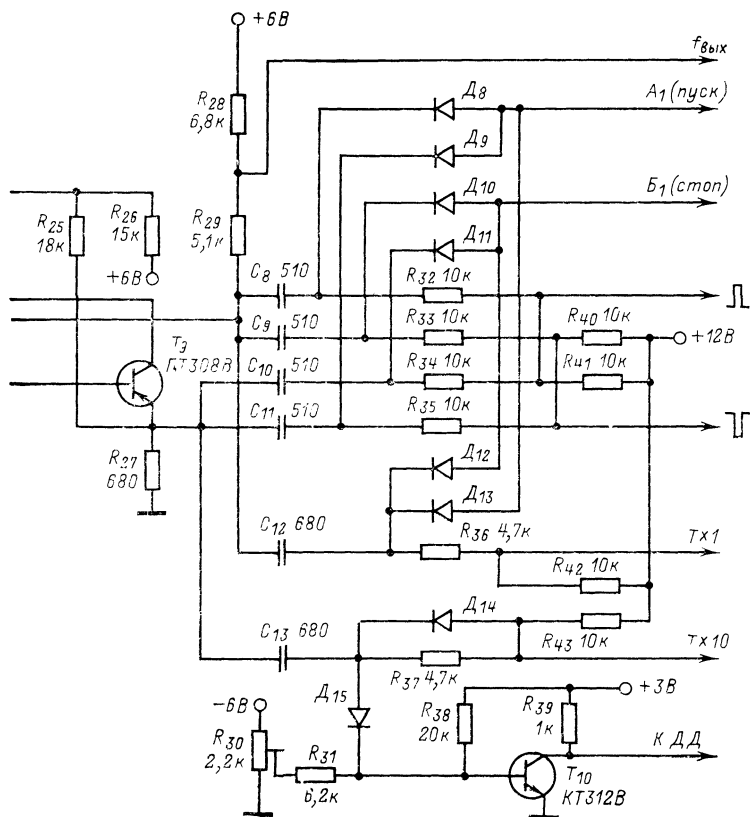 +6В
fвых
R28
6,8к
Д8
А1(пуск)
Д9
Д10
Б1(стоп)
R25
18к
R26
15к
R29
5,1к
Д11
+6В
C8 510
R32 10к
C9
510
R33 10к
R40 10к
+12В
Тэ
ГТ308В
C10
510
R34 10к
R41 10к
C11
510
R35 10к
R27
680
Д12
Д13
C12 680
R36 4,7к
Tx1
R42 10к
Д14
C13 680
R43 10к
Tx10
R37 4,7к
Д15
-6В
+3В
R30
2,2к
R38
20к
R39
1к
К ДД
R31
6,2к
T10
КТ312В